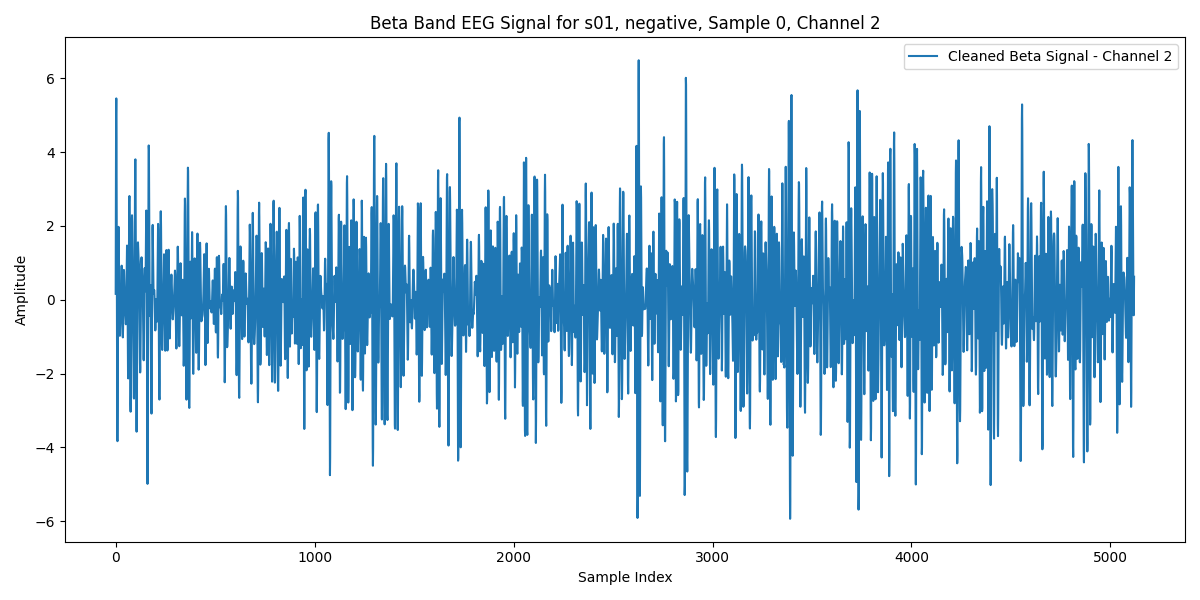 Beta Band EEG Signal for s01, negative, Sample 0, Channel 2
Cleaned Beta Signal - Channel 2
Amplitude
6
4
2
0
−2
−4
−6
0 1000 2000 3000 4000 5000
Sample Index